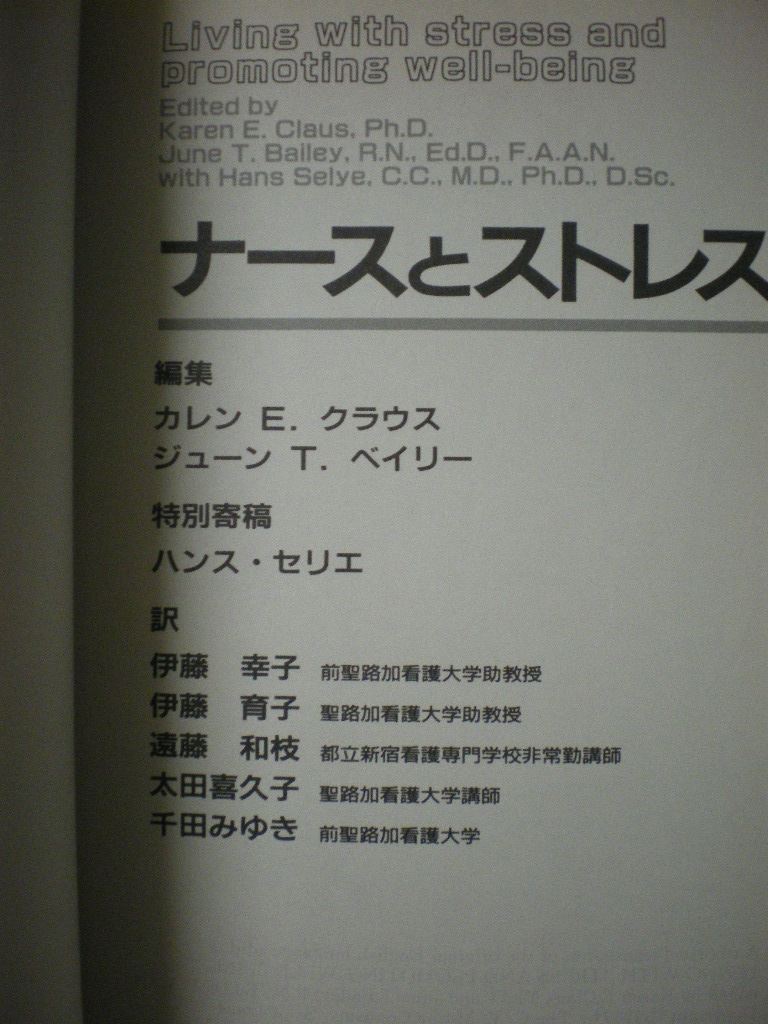 Living with stress and
promoting well-being
Edited by
Karen E. Claus, Ph.D.
June T. Bailey, R.N., Ed.D., F.A.A.N.
with Hans Selye, C.C., M.D., Ph.D., D.Sc.
ナースとストレス
編集
カレン E. クラウス
ジューン T. ベイリー
特別寄稿
ハンス・セリエ
訳
伊藤 幸子 前聖路加看護大学助教授
伊藤 育子 聖路加看護大学助教授
遠藤 和枝 都立新宿看護専門学校非常勤講師
太田喜久子 聖路加看護大学講師
千田みゆき 前聖路加看護大学